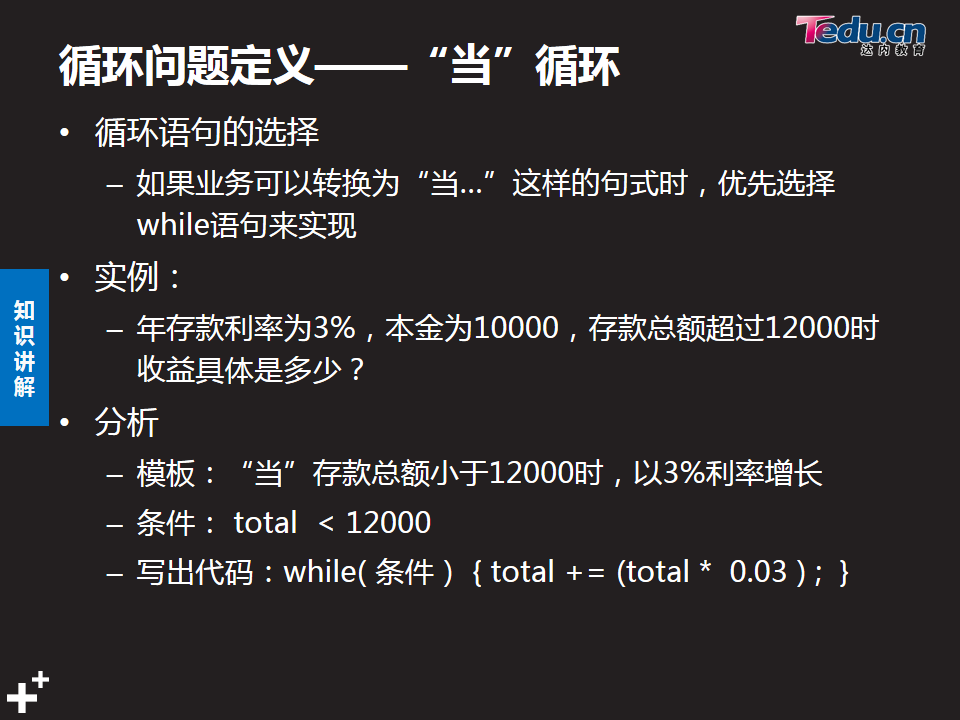 Tedu.cn
达内教育
循环问题定义——“当”循环
• 循环语句的选择
– 如果业务可以转换为“当…”这样的句式时，优先选择
while语句来实现
• 实例：
– 年存款利率为3%，本金为10000，存款总额超过12000时
收益具体是多少？
• 分析
– 模板：“当”存款总额小于12000时，以3%利率增长
– 条件： total < 12000
– 写出代码：while( 条件 ) { total += (total * 0.03 ) ; }
知
识
讲
解